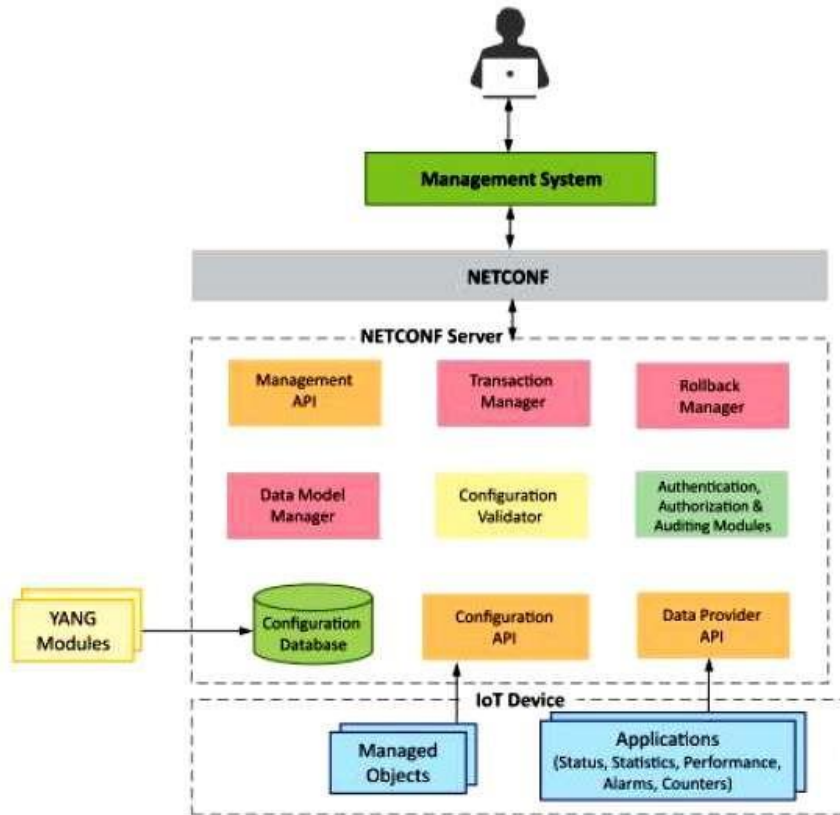 Management System
NETCONF
NETCONF Server
Management
API
Transaction
Manager
Rollback
Manager
Data Model
Manager
Configuration
Validator
Authentication,
Authorization &
Auditing Modules
YANG
Modules
Configuration
Database
Configuration
API
Data Provider
API
IoT Device
Managed
Objects
Applications
(Status, Statistics, Performance,
Alarms, Counters)